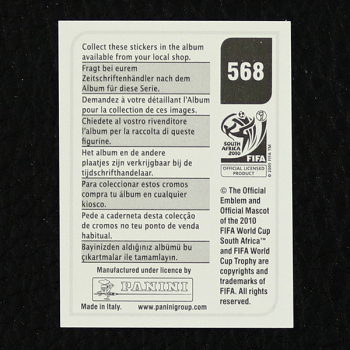 Collect these stickers in the album
available from your local shop.
Fragt bei eurem
Zeitschriftenhändler nach dem
Album für diese Serie.
Demandez à votre détaillant l'Album
pour la collection de ces images.
Chiedete al vostro rivenditore
l'album per la raccolta di queste
figurine.
Het album en de andere
plaatjes zijn verkrijgbaar bij de
tijdschrifthandelaar.
Para coleccionar estos cromos
compra tu álbum en cualquier
kiosco.
Pede a caderneta desta colecção
de cromos no teu ponto de venda
habitual.
Bayinizden aldığınız albümü bu
çıkartmalar ile tamamlayın.
Manufactured under licence by
PANINI
Made in Italy. www.paninigroup.com
568
SOUTH AFRICA
2010
FIFA
OFFICIAL LICENSED
PRODUCT
© The Official
Emblem and
Official Mascot
of the 2010
FIFA World Cup
South Africa™
and FIFA World
Cup Trophy are
copyrights and
trademarks of
FIFA. All rights
reserved.